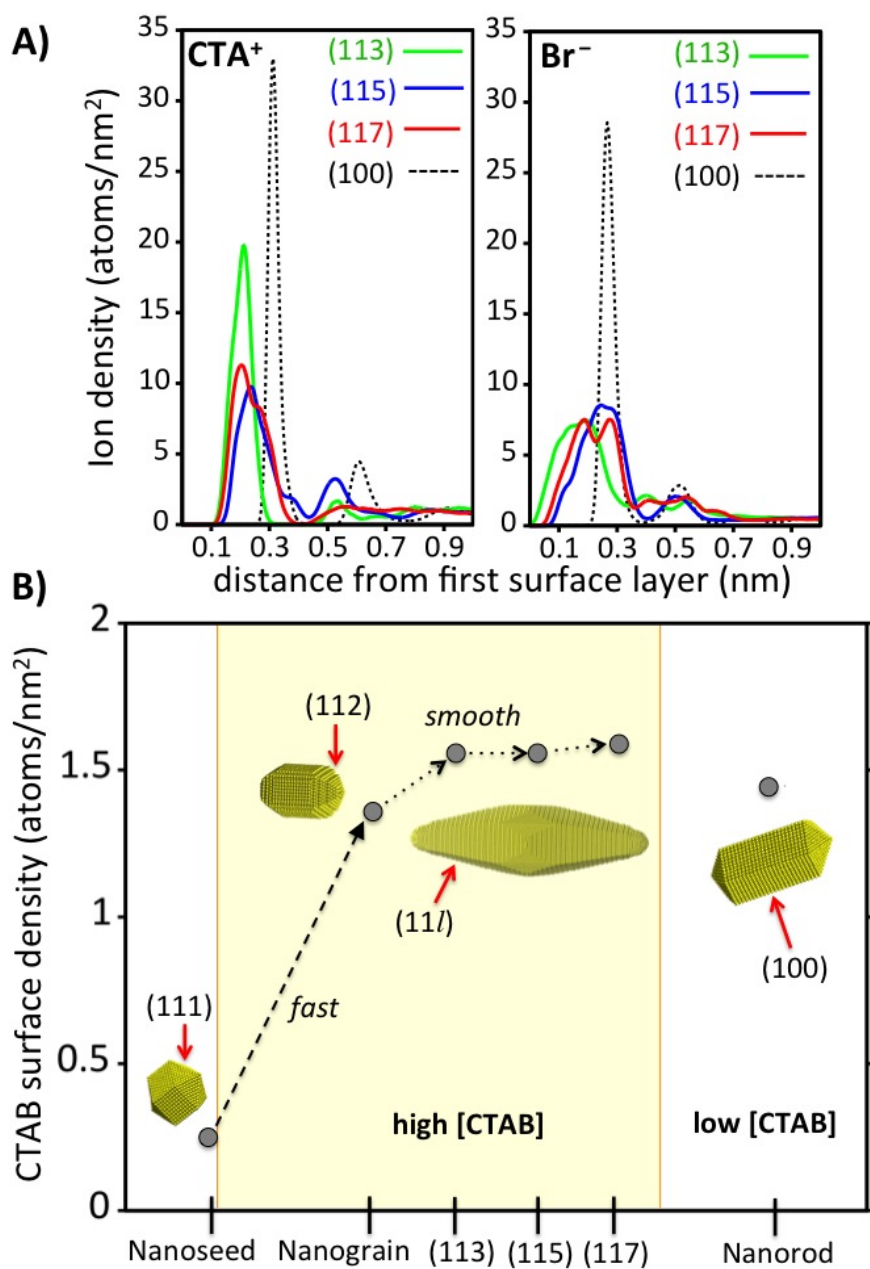 A)
CTA⁺
(113)
(115)
(117)
(100)
Br⁻
(113)
(115)
(117)
(100)
Ion density (atoms/nm²)
35
30
25
20
15
10
5
0
35
30
25
20
15
10
5
0
0.1 0.3 0.5 0.7 0.9
0.1 0.3 0.5 0.7 0.9
distance from first surface layer (nm)
B)
CTAB surface density (atoms/nm²)
2
1.5
1
0.5
0
(112)
smooth
(11l)
(100)
(111)
fast
high [CTAB]
low [CTAB]
Nanoseed Nanograin (113) (115) (117) Nanorod